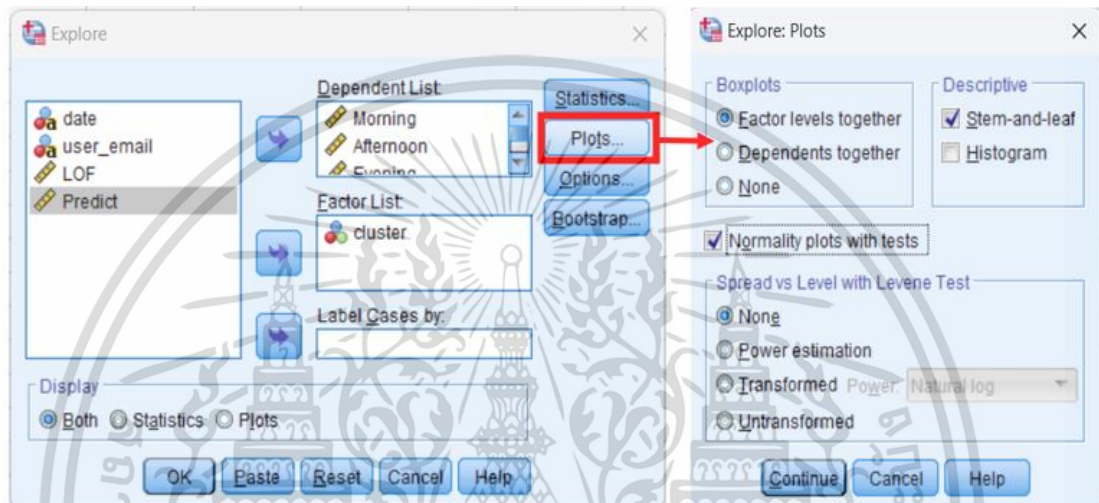 Explore
date
user_email
LOF
Predict
Dependent List:
Morning
Afternoon
Evening
Factor List:
cluster
Label Cases by:
Statistics...
Plots...
Options...
Bootstrap...
Display
Both Statistics Plots
OK Paste Reset Cancel Help
Explore: Plots
Boxplots
Factor levels together
Dependents together
None
Descriptive
Stem-and-leaf
Histogram
Normality plots with tests
Spread vs Level with Levene Test
None
Power estimation
Transformed Power: Natural log
Untransformed
Continue Cancel Help